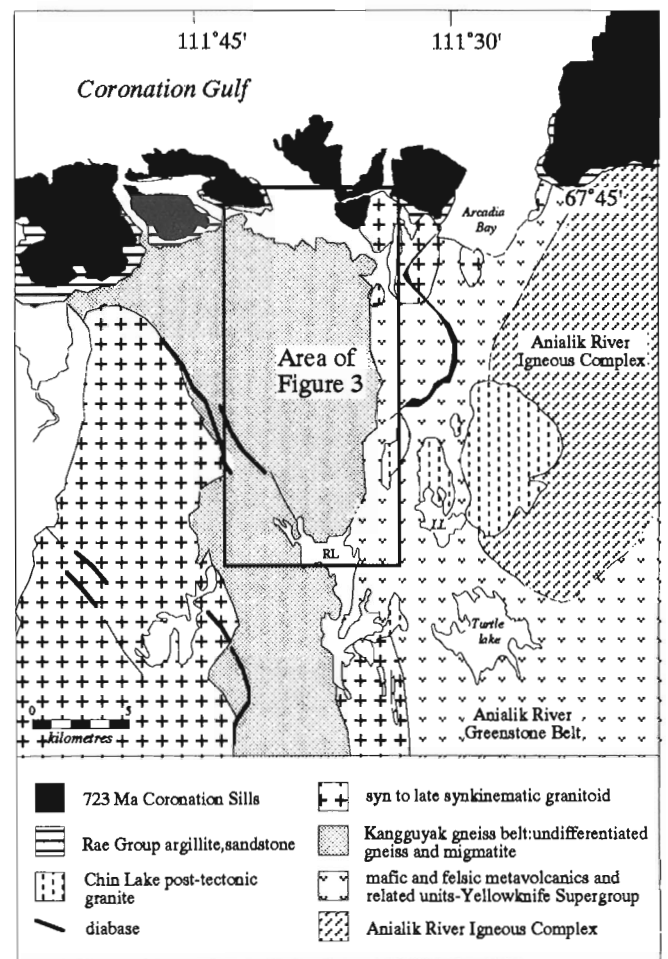 111°45'
111°30'
Coronation Gulf
Arcadia
Bay
67°45'
Anialik River
Igneous Complex
Area of
Figure 3
LL
RL
Turtle
lake
0
5
kilometres
Anialik River
Greenstone Belt
723 Ma Coronation Sills
Rae Group argillite,sandstone
Chin Lake post-tectonic
granite
diabase
syn to late synkinematic granitoid
Kangguyak gneiss belt:undifferentiated
gneiss and migmatite
mafic and felsic metavolcanics and
related units-Yellowknife Supergroup
Anialik River Igneous Complex